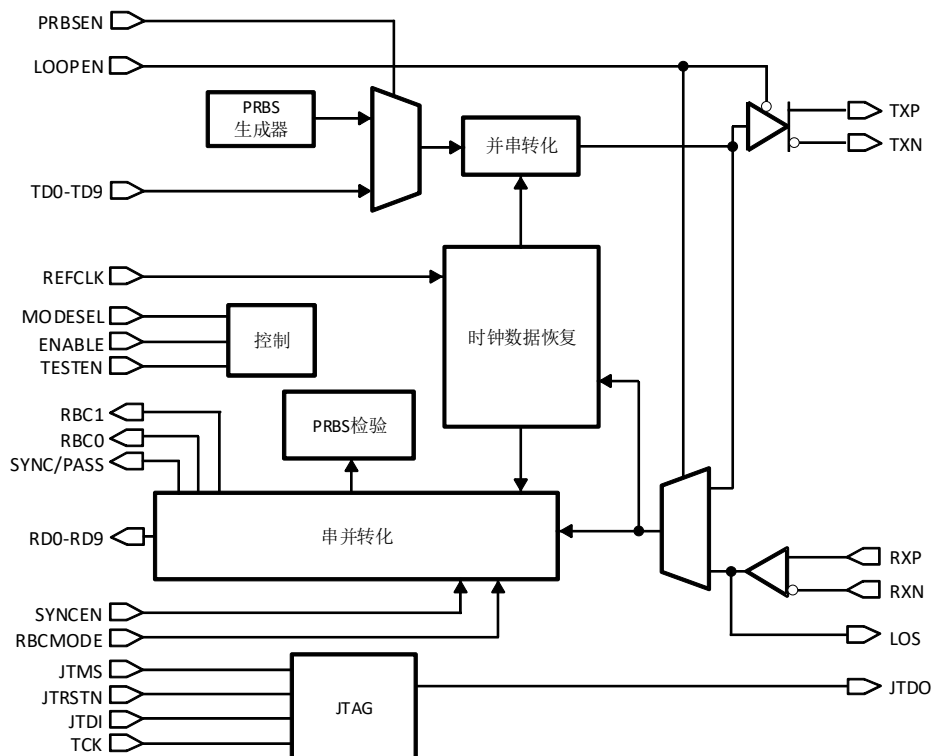 PRBSEN
LOOPEN
PRBS
生成器
并串转化
TXP
TXN
TD0-TD9
REFCLK
MODESEL
ENABLE
TESTEN
控制
时钟数据恢复
RBC1
RBC0
SYNC/PASS
PRBS检验
RD0-RD9
串并转化
RXP
RXN
SYNCEN
RBCMODE
LOS
JTMS
JTRSTN
JTDI
TCK
JTAG
JTDO